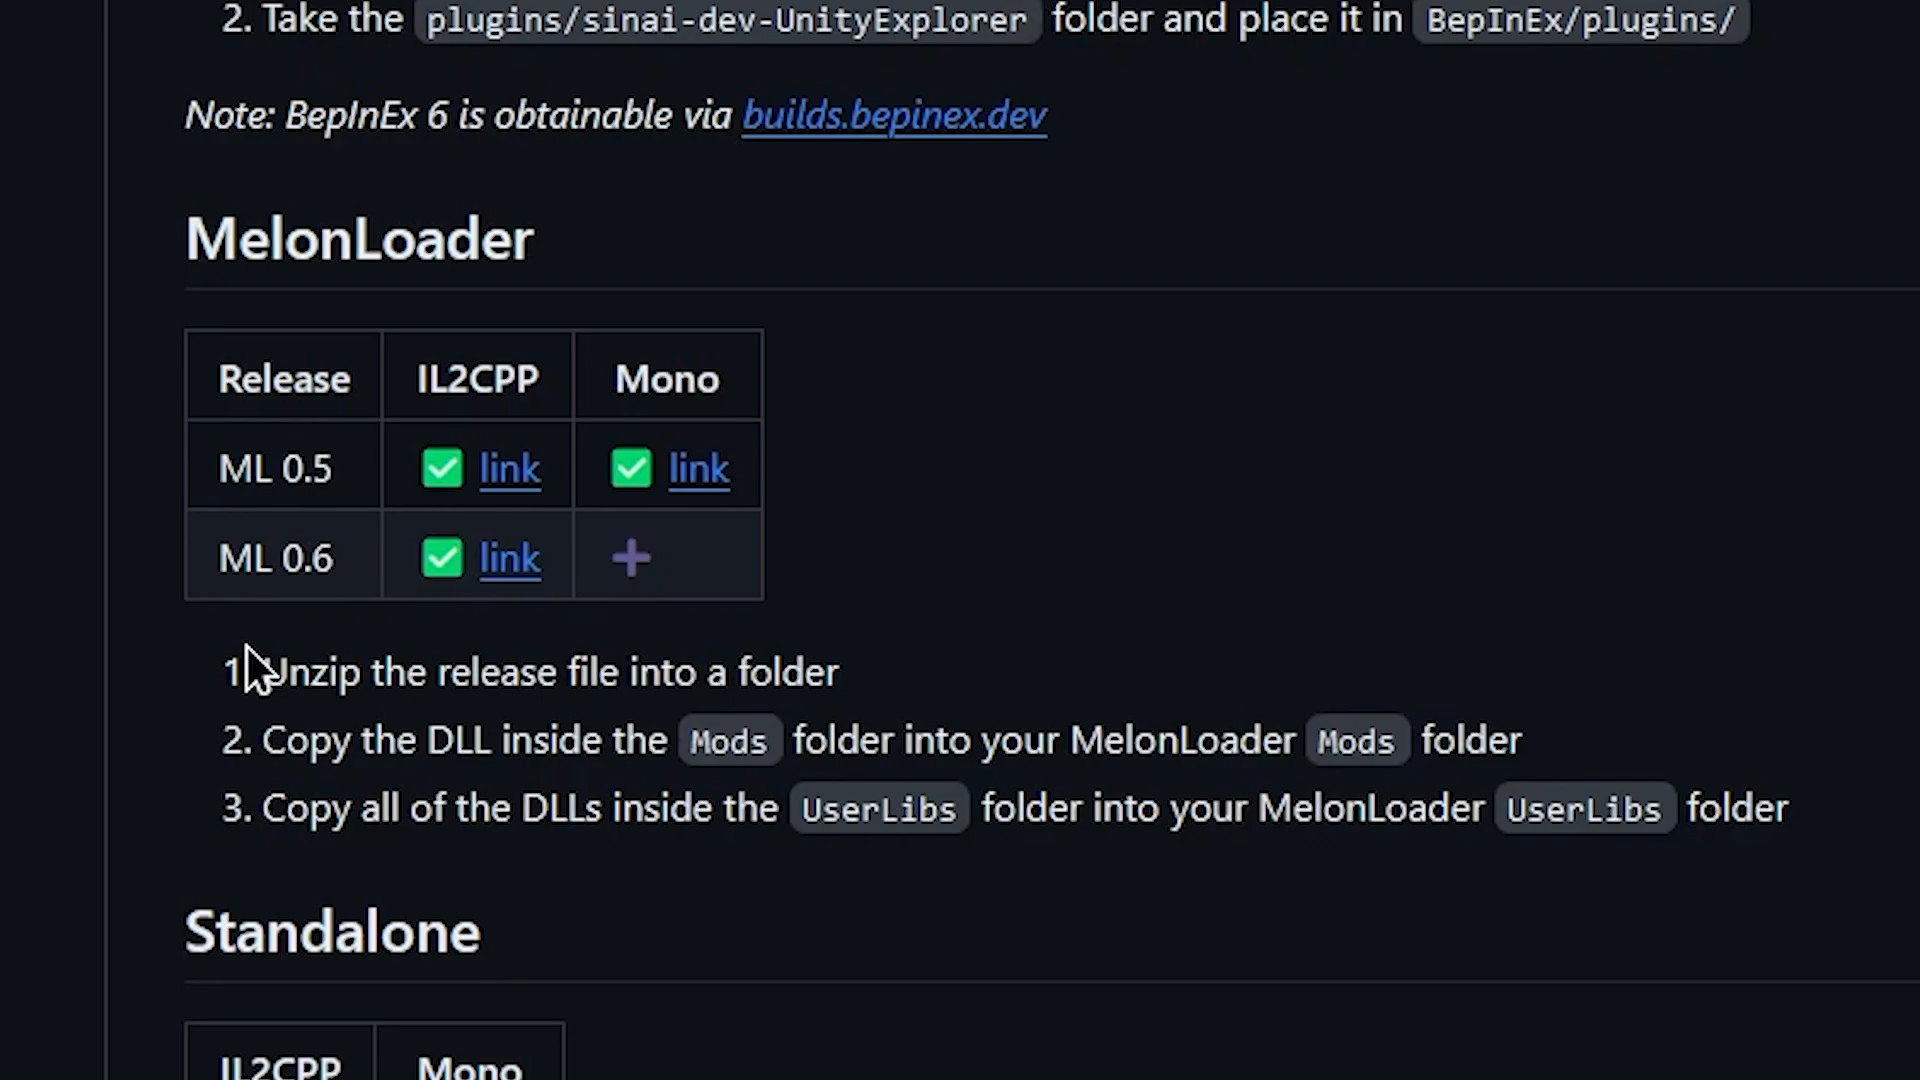 2. Take the plugins/sinai-dev-UnityExplorer folder and place it in BepInEx/plugins/
Note: BepInEx 6 is obtainable via builds.bepinex.dev
MelonLoader
Release IL2CPP Mono
ML 0.5 ✅ link ✅ link
ML 0.6 ✅ link ➕
1. Unzip the release file into a folder
2. Copy the DLL inside the Mods folder into your MelonLoader Mods folder
3. Copy all of the DLLs inside the UserLibs folder into your MelonLoader UserLibs folder
Standalone
IL2CPP Mono